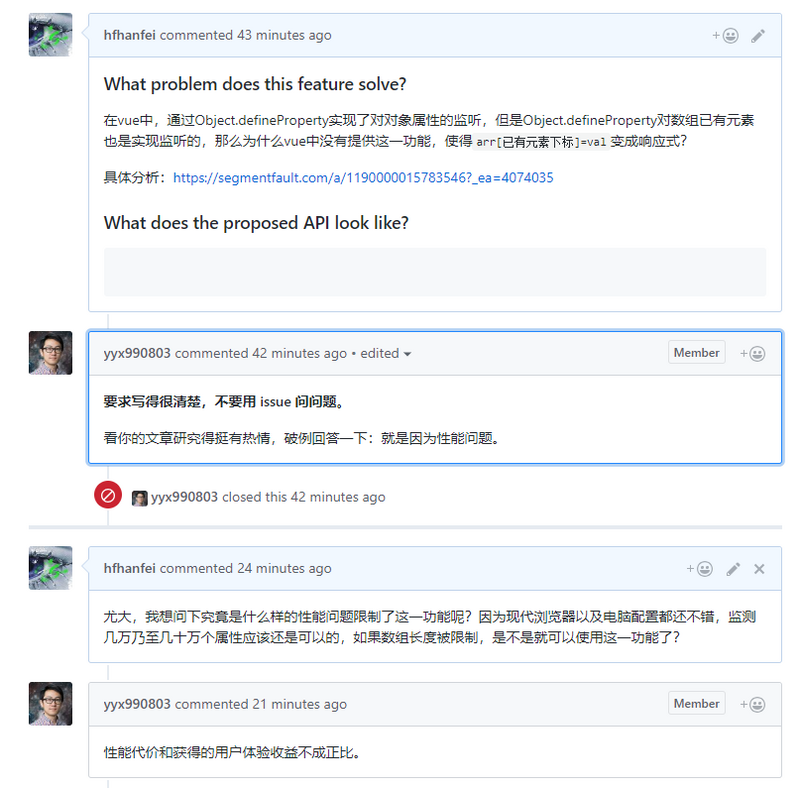 hfhanfei commented 43 minutes ago
What problem does this feature solve?
在vue中，通过Object.defineProperty实现了对对象属性的监听，但是Object.defineProperty对数组已有元素
也是实现监听的，那么为什么vue中没有提供这一功能，使得 arr[已有元素下标]=val 变成响应式？
具体分析：https://segmentfault.com/a/1190000015783546?_ea=4074035
What does the proposed API look like?
yyx990803 commented 42 minutes ago • edited
Member
要求写得很清楚，不要用 issue 问问题。
看你的文章研究得挺有热情，破例回答一下：就是因为性能问题。
yyx990803 closed this 42 minutes ago
hfhanfei commented 24 minutes ago
尤大，我想问下究竟是什么样的性能问题限制了这一功能呢？因为现代浏览器以及电脑配置都还不错，监测
几万乃至几十万个属性应该还是可以的，如果数组长度被限制，是不是就可以使用这一功能了？
yyx990803 commented 21 minutes ago
Member
性能代价和获得的用户体验收益不成正比。